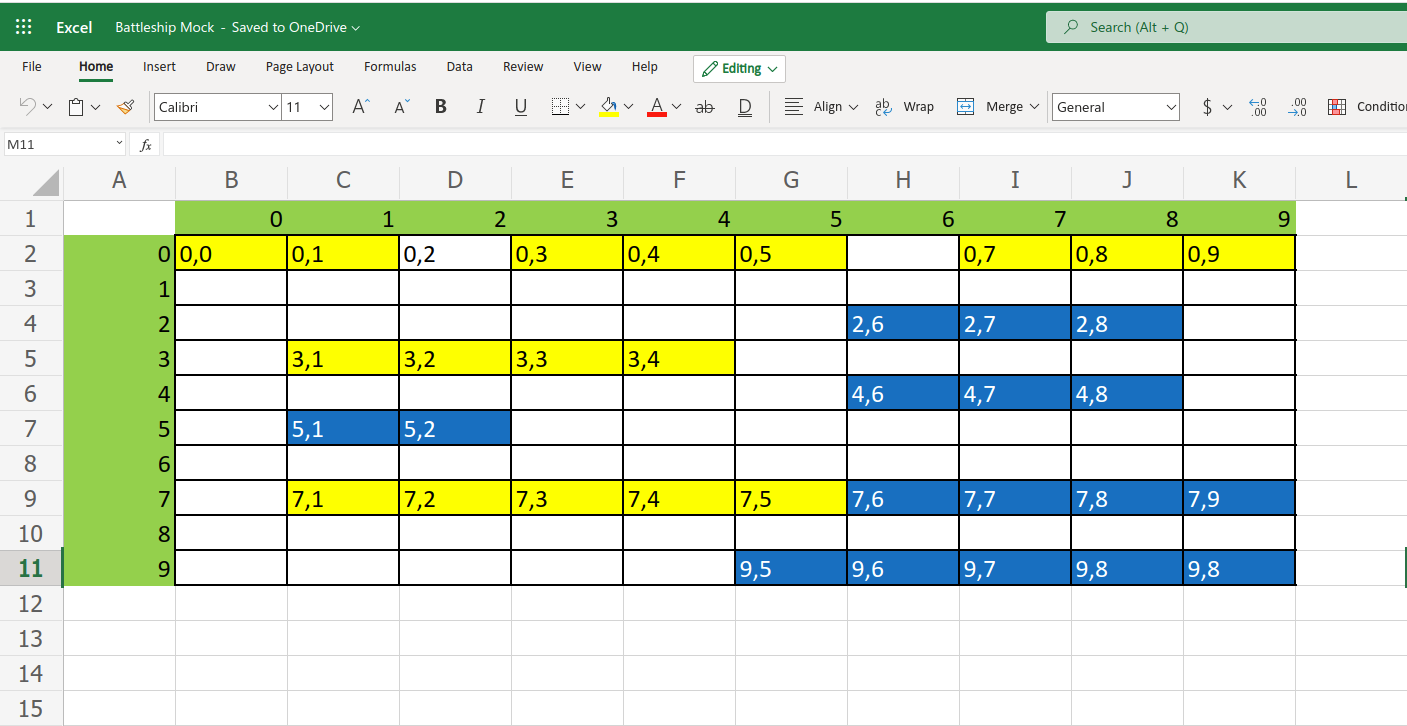 Excel Battleship Mock - Saved to OneDrive Search (Alt + Q)
File Home Insert Draw Page Layout Formulas Data Review View Help Editing
Calibri 11 A A B I U A ab D Align ab c Wrap Merge General $ 0 .00 .00 0 Conditio
M11 fx
A B C D E F G H I J K L
1 0 1 2 3 4 5 6 7 8 9
2 0 0,0 0,1 0,2 0,3 0,4 0,5 0,7 0,8 0,9
3 1
4 2 2,6 2,7 2,8
5 3 3,1 3,2 3,3 3,4
6 4 4,6 4,7 4,8
7 5 5,1 5,2
8 6
9 7 7,1 7,2 7,3 7,4 7,5 7,6 7,7 7,8 7,9
10 8
11 9 9,5 9,6 9,7 9,8 9,8
12
13
14
15